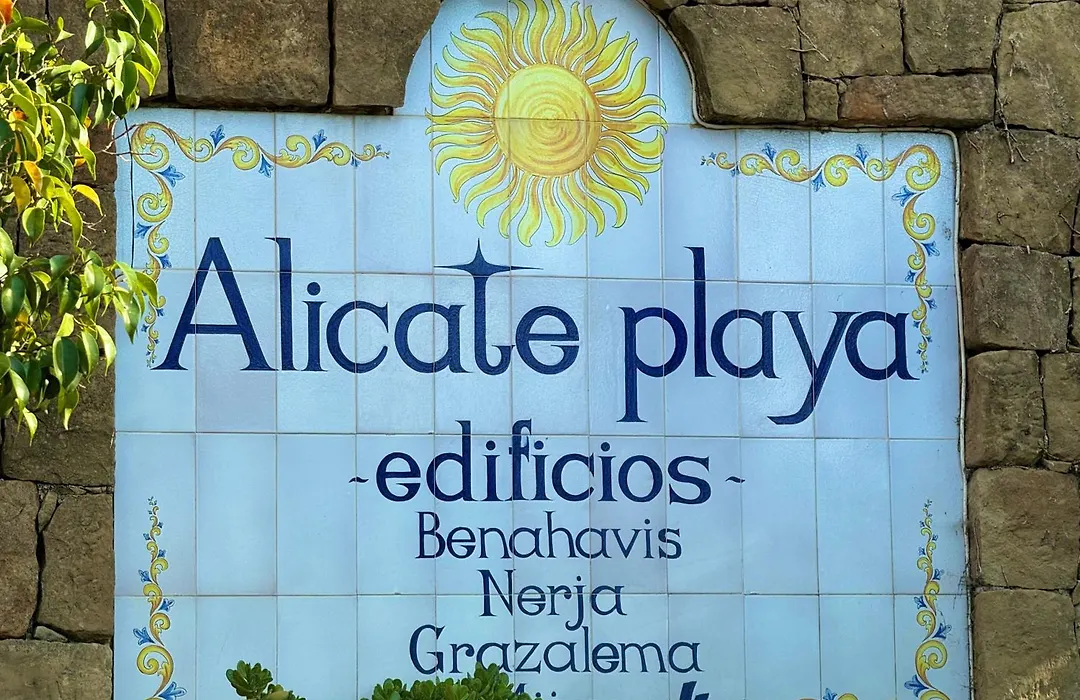 Alicate playa
-edificios-
Benahavis
Nerja
Grazalema